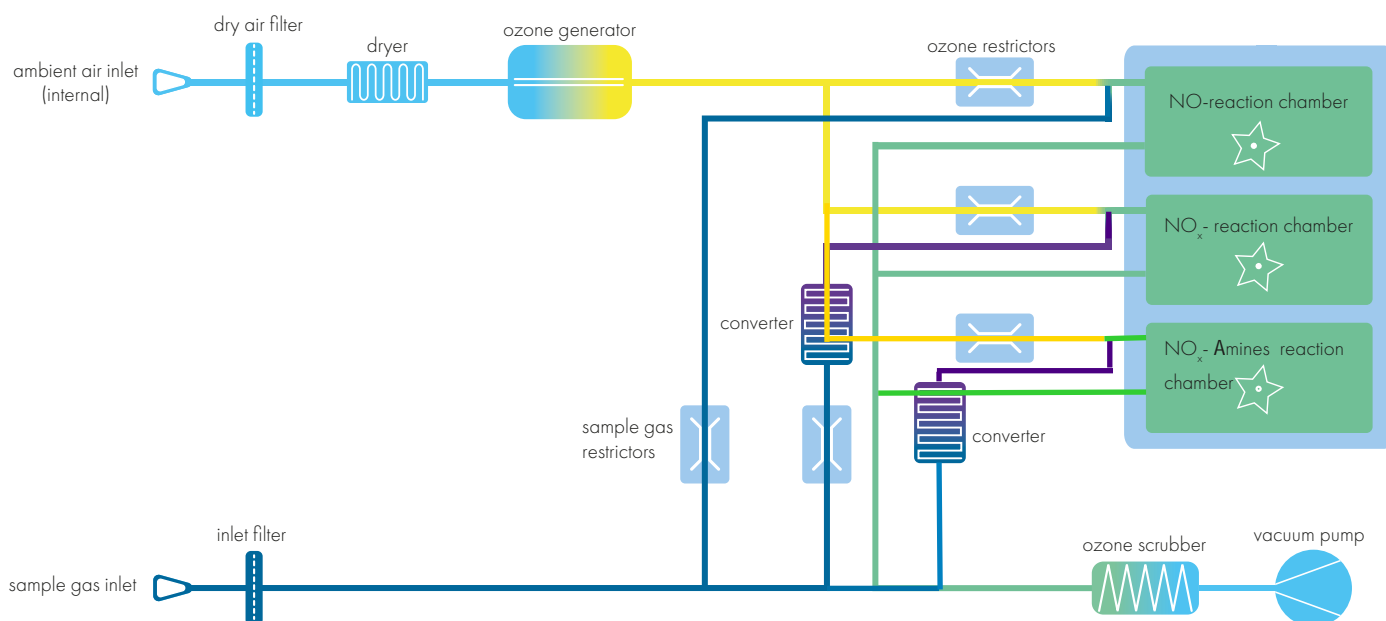 dry air filter
dryer
ozone generator
ozone restrictors
ambient air inlet
(internal)
NO-reaction chamber
NOx- reaction chamber
converter
NOx- Amines reaction
chamber
sample gas
restrictors
converter
inlet filter
ozone scrubber
vacuum pump
sample gas inlet